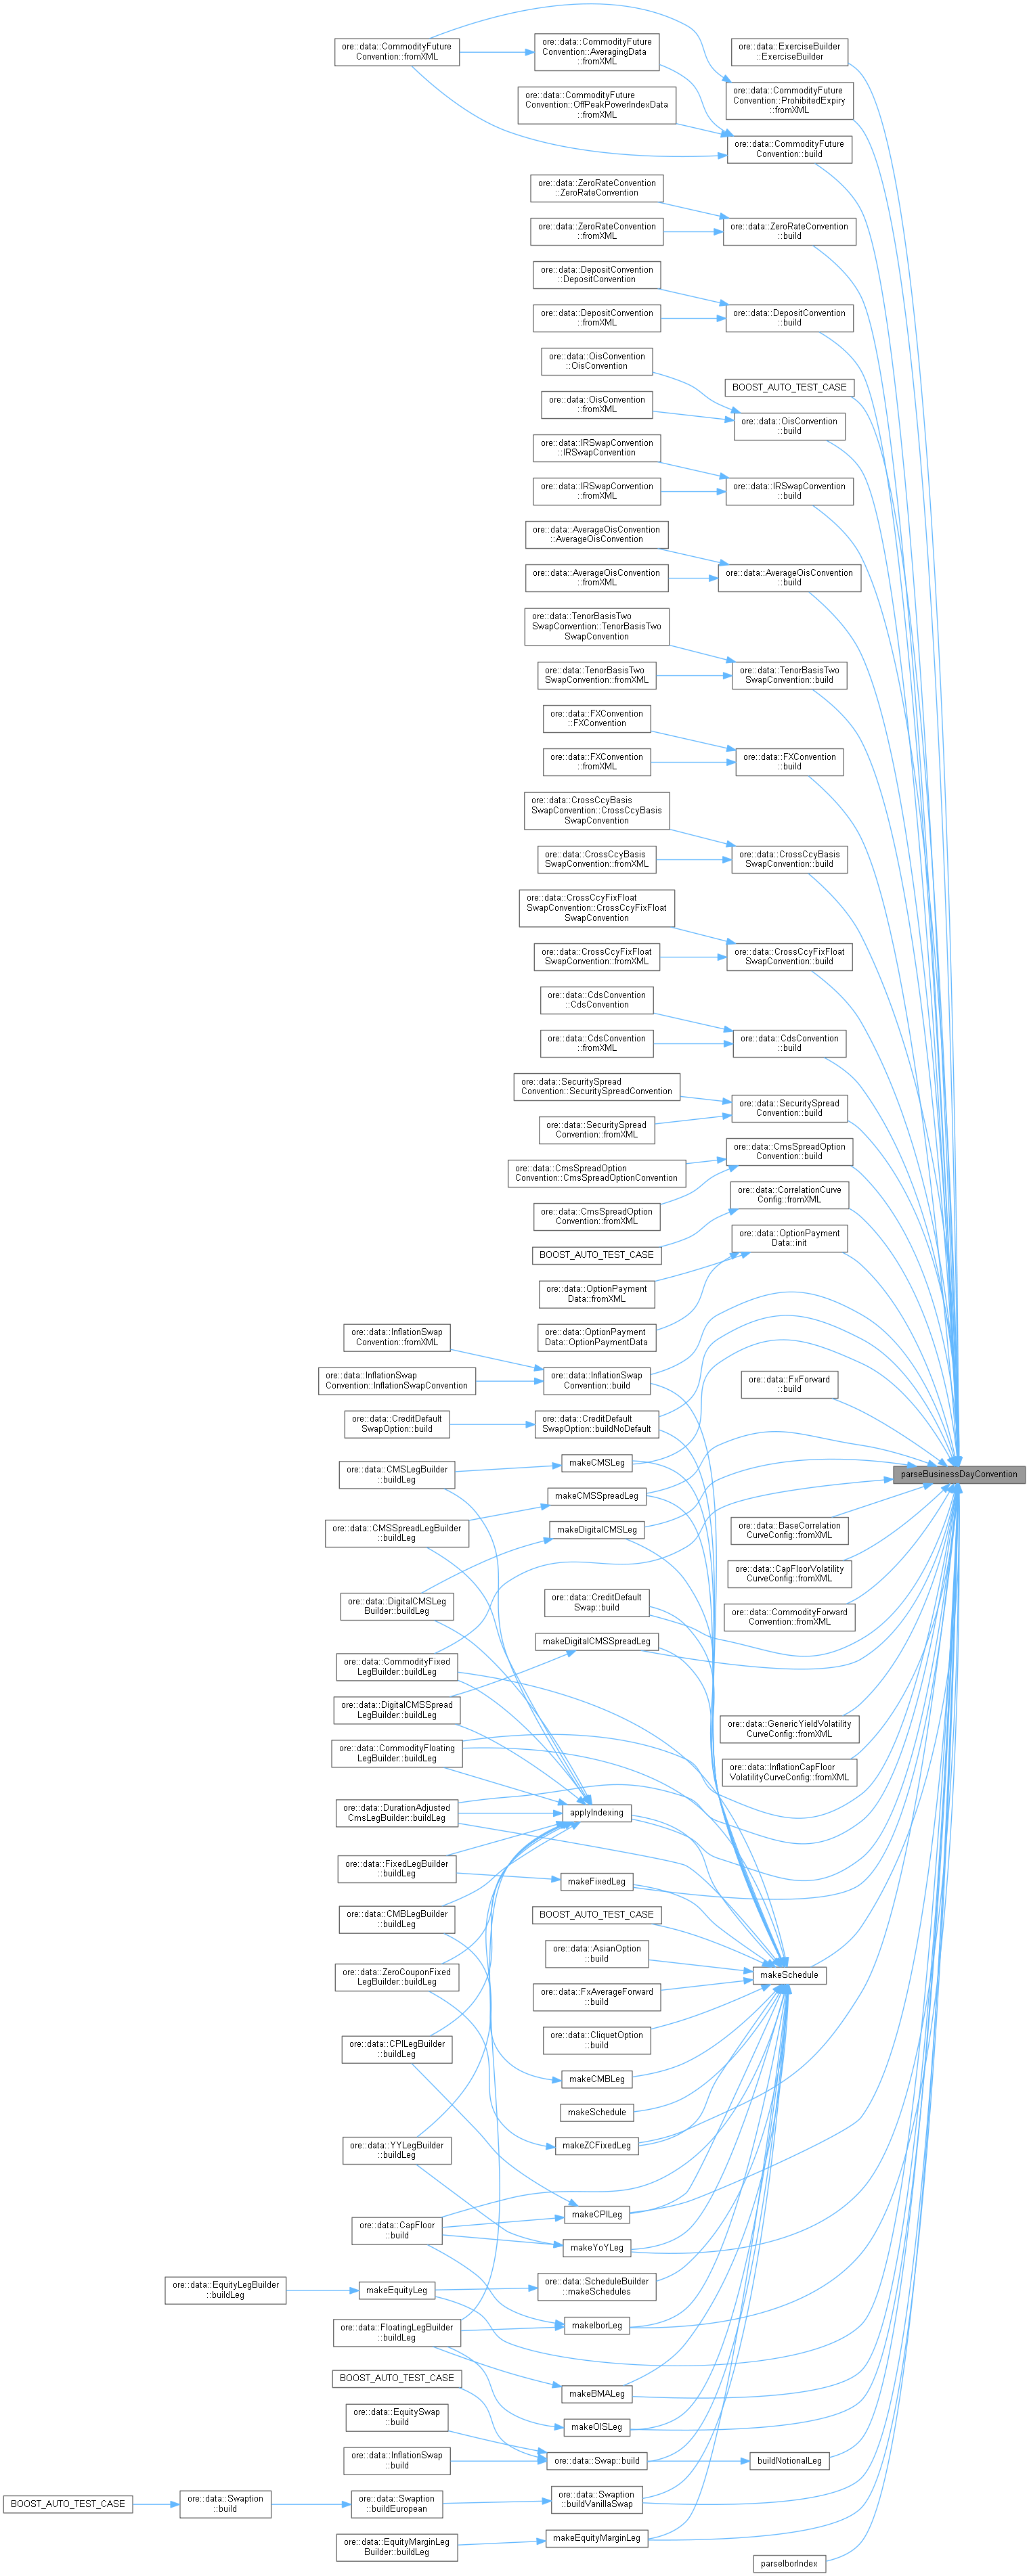 ore::data::CommodityFuture
Convention::fromXML
ore::data::CommodityFuture
Convention::AveragingData
::fromXML
ore::data::ExerciseBuilder
::ExerciseBuilder
ore::data::CommodityFuture
Convention::OffPeakPowerIndexData
::fromXML
ore::data::CommodityFuture
Convention::ProhibitedExpiry
::fromXML
ore::data::CommodityFuture
Convention::build
ore::data::ZeroRateConvention
::ZeroRateConvention
ore::data::ZeroRateConvention
::fromXML
ore::data::ZeroRateConvention
::build
ore::data::DepositConvention
::DepositConvention
ore::data::DepositConvention
::fromXML
ore::data::DepositConvention
::build
ore::data::OisConvention
::OisConvention
BOOST_AUTO_TEST_CASE
ore::data::OisConvention
::fromXML
ore::data::OisConvention
::build
ore::data::IRSwapConvention
::IRSwapConvention
ore::data::IRSwapConvention
::fromXML
ore::data::IRSwapConvention
::build
ore::data::AverageOisConvention
::AverageOisConvention
ore::data::AverageOisConvention
::fromXML
ore::data::AverageOisConvention
::build
ore::data::TenorBasisTwo
SwapConvention::TenorBasisTwo
SwapConvention
ore::data::TenorBasisTwo
SwapConvention::fromXML
ore::data::TenorBasisTwo
SwapConvention::build
ore::data::FXConvention
::FXConvention
ore::data::FXConvention
::fromXML
ore::data::FXConvention
::build
ore::data::CrossCcyBasis
SwapConvention::CrossCcyBasis
SwapConvention
ore::data::CrossCcyBasis
SwapConvention::fromXML
ore::data::CrossCcyBasis
SwapConvention::build
ore::data::CrossCcyFixFloat
SwapConvention::CrossCcyFixFloat
SwapConvention
ore::data::CrossCcyFixFloat
SwapConvention::fromXML
ore::data::CrossCcyFixFloat
SwapConvention::build
ore::data::CdsConvention
::CdsConvention
ore::data::CdsConvention
::fromXML
ore::data::CdsConvention
::build
ore::data::SecuritySpread
Convention::SecuritySpreadConvention
ore::data::SecuritySpread
Convention::fromXML
ore::data::SecuritySpread
Convention::build
ore::data::CmsSpreadOption
Convention::build
ore::data::CmsSpreadOption
Convention::CmsSpreadOptionConvention
ore::data::CmsSpreadOption
Convention::fromXML
ore::data::CorrelationCurve
Config::fromXML
BOOST_AUTO_TEST_CASE
ore::data::OptionPayment
Data::init
ore::data::OptionPayment
Data::fromXML
ore::data::OptionPayment
Data::OptionPaymentData
ore::data::InflationSwap
Convention::fromXML
ore::data::InflationSwap
Convention::InflationSwapConvention
ore::data::InflationSwap
Convention::build
ore::data::FxForward
::build
ore::data::CreditDefault
SwapOption::build
ore::data::CreditDefault
SwapOption::buildNoDefault
ore::data::CMSLegBuilder
::buildLeg
makeCMSLeg
parseBusinessDayConvention
makeCMSSpreadLeg
ore::data::CMSSpreadLegBuilder
::buildLeg
makeDigitalCMSLeg
ore::data::BaseCorrelation
CurveConfig::fromXML
ore::data::CapFloorVolatility
CurveConfig::fromXML
ore::data::DigitalCMSLeg
Builder::buildLeg
ore::data::CreditDefault
Swap::build
ore::data::CommodityForward
Convention::fromXML
makeDigitalCMSSpreadLeg
ore::data::CommodityFixed
LegBuilder::buildLeg
ore::data::DigitalCMSSpread
LegBuilder::buildLeg
ore::data::GenericYieldVolatility
CurveConfig::fromXML
ore::data::CommodityFloating
LegBuilder::buildLeg
ore::data::InflationCapFloor
VolatilityCurveConfig::fromXML
ore::data::DurationAdjusted
CmsLegBuilder::buildLeg
applyIndexing
ore::data::FixedLegBuilder
::buildLeg
makeFixedLeg
ore::data::CMBLegBuilder
::buildLeg
BOOST_AUTO_TEST_CASE
ore::data::AsianOption
::build
makeSchedule
ore::data::ZeroCouponFixed
LegBuilder::buildLeg
ore::data::FxAverageForward
::build
ore::data::CliquetOption
::build
ore::data::CPILegBuilder
::buildLeg
makeCMBLeg
makeSchedule
makeZCFixedLeg
ore::data::YYLegBuilder
::buildLeg
makeCPILeg
ore::data::CapFloor
::build
makeYoYLeg
ore::data::EquityLegBuilder
::buildLeg
makeEquityLeg
ore::data::ScheduleBuilder
::makeSchedules
makeIborLeg
ore::data::FloatingLegBuilder
::buildLeg
BOOST_AUTO_TEST_CASE
makeBMALeg
ore::data::EquitySwap
::build
makeOISLeg
ore::data::InflationSwap
::build
ore::data::Swap::build
buildNotionalLeg
BOOST_AUTO_TEST_CASE
ore::data::Swaption
::build
ore::data::Swaption
::buildEuropean
ore::data::Swaption
::buildVanillaSwap
ore::data::EquityMarginLeg
Builder::buildLeg
makeEquityMarginLeg
parseIborIndex